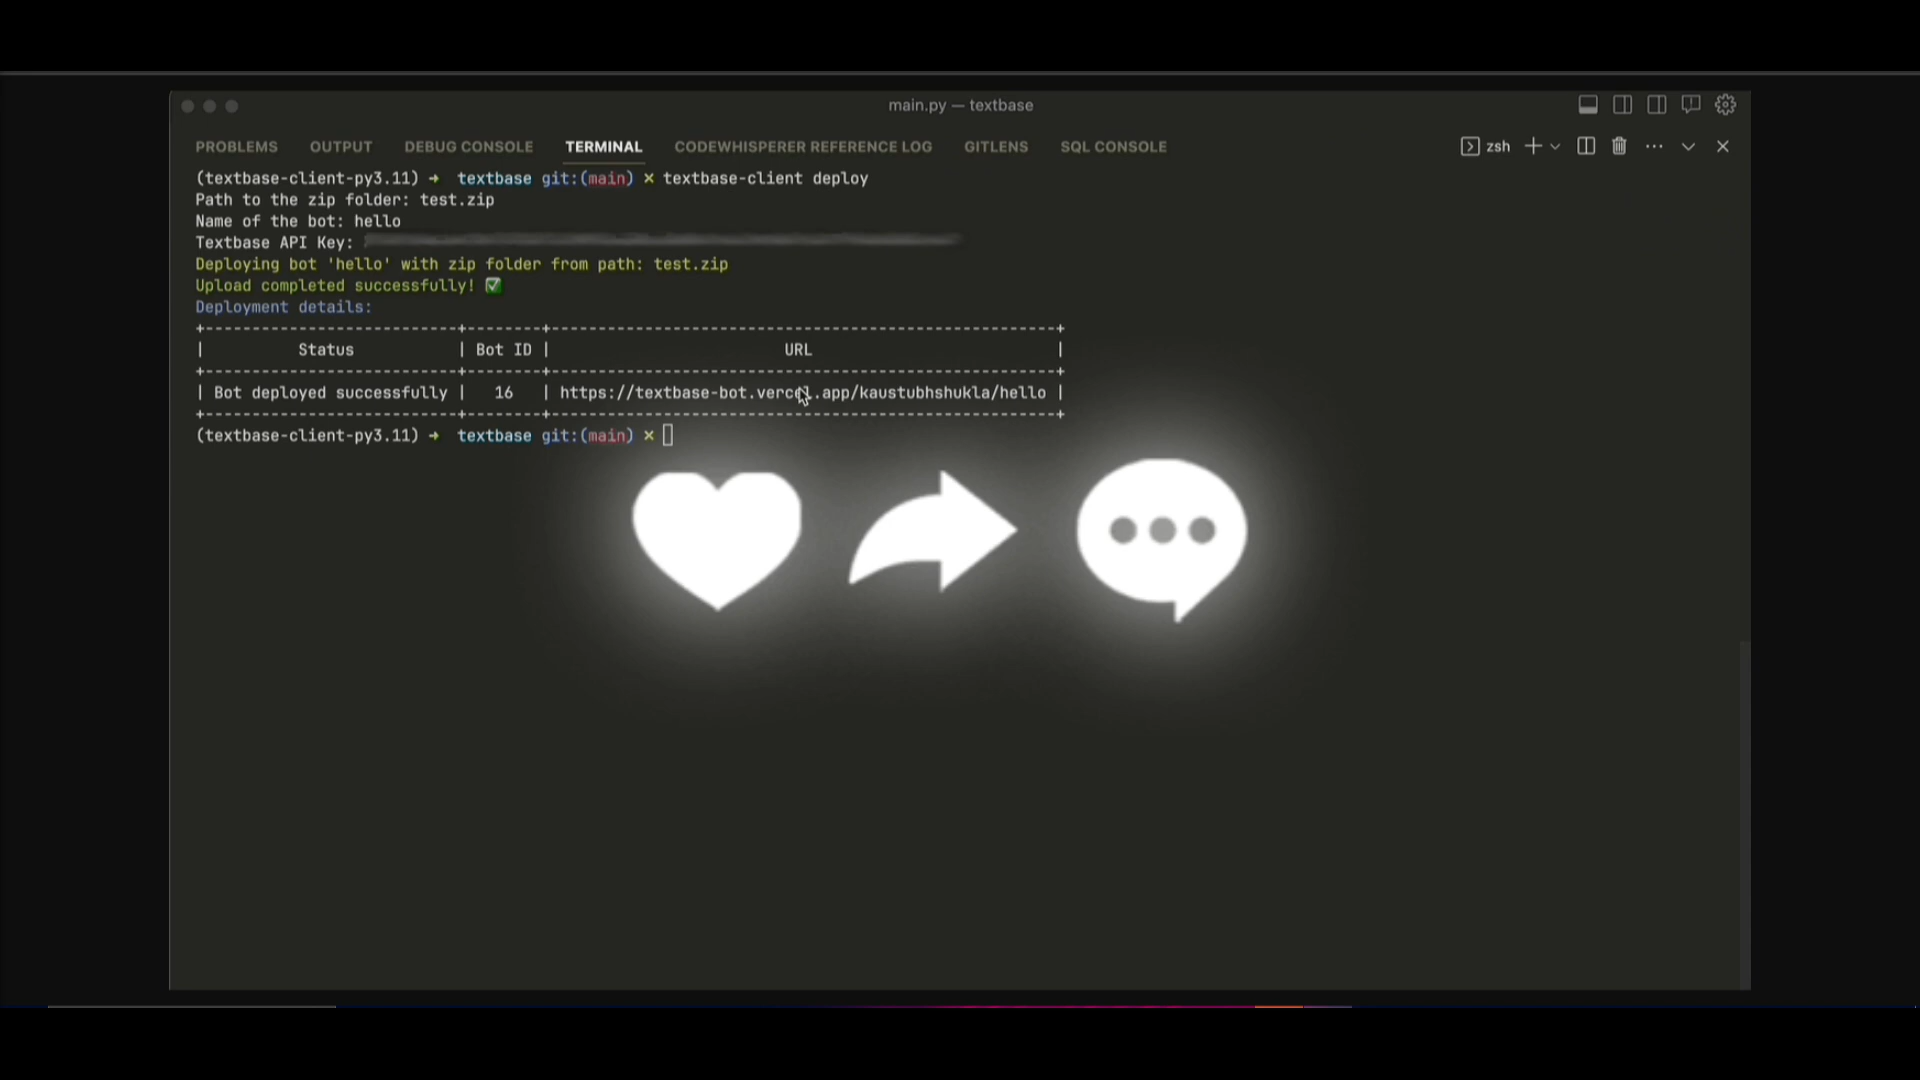 main.py — textbase
PROBLEMS OUTPUT DEBUG CONSOLE TERMINAL CODEWHISPERER REFERENCE LOG GITLENS SQL CONSOLE zsh
(textbase-client-py3.11) → textbase git:(main) × textbase-client deploy
Path to the zip folder: test.zip
Name of the bot: hello
Textbase API Key:
Deploying bot 'hello' with zip folder from path: test.zip
Upload completed successfully! ✅
Deployment details:
+----------------------------+--------+------------------------------------------------------+
| Status | Bot ID | URL |
+----------------------------+--------+------------------------------------------------------+
| Bot deployed successfully | 16 | https://textbase-bot.vercel.app/kaustubhshukla/hello |
+----------------------------+--------+------------------------------------------------------+
(textbase-client-py3.11) → textbase git:(main) ×